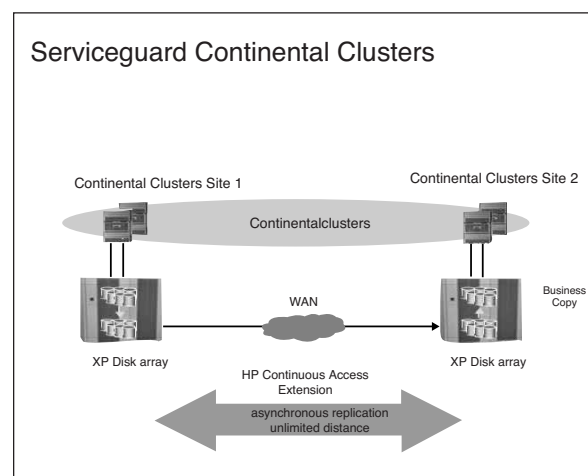 Serviceguard Continental Clusters
Continental Clusters Site 1
Continental Clusters Site 2
Continentalclusters
WAN
Business
Copy
XP Disk array
XP Disk array
HP Continuous Access
Extension
asynchronous replication
unlimited distance